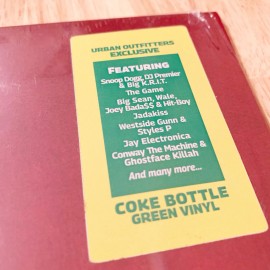 URBAN OUTFITTERS
EXCLUSIVE
FEATURING
Snoop Dogg, DJ Premier
& Big K.R.I.T.
The Game
Big Sean, Wale,
Joey Bada$$ & Hit-Boy
Jadakiss
Westside Gunn &
Styles P
Jay Electronica
Conway The Machine &
Ghostface Killah
And many more...
COKE BOTTLE
GREEN VINYL